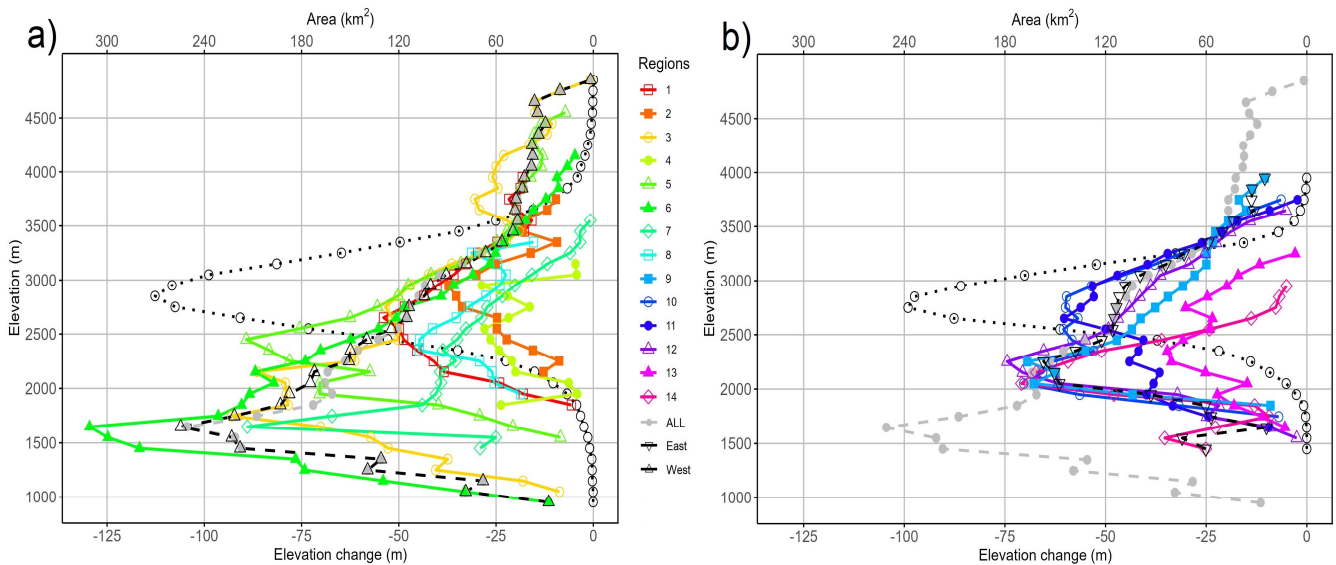 a)
Area (km²)
300 240 180 120 60 0
Elevation (m)
4500
4000
3500
3000
2500
2000
1500
1000
-125 -100 -75 -50 -25 0
Elevation change (m)
Regions
1
2
3
4
5
6
7
8
9
10
11
12
13
14
ALL
East
West
b)
Area (km²)
300 240 180 120 60 0
Elevation (m)
4500
4000
3500
3000
2500
2000
1500
1000
-125 -100 -75 -50 -25 0
Elevation change (m)